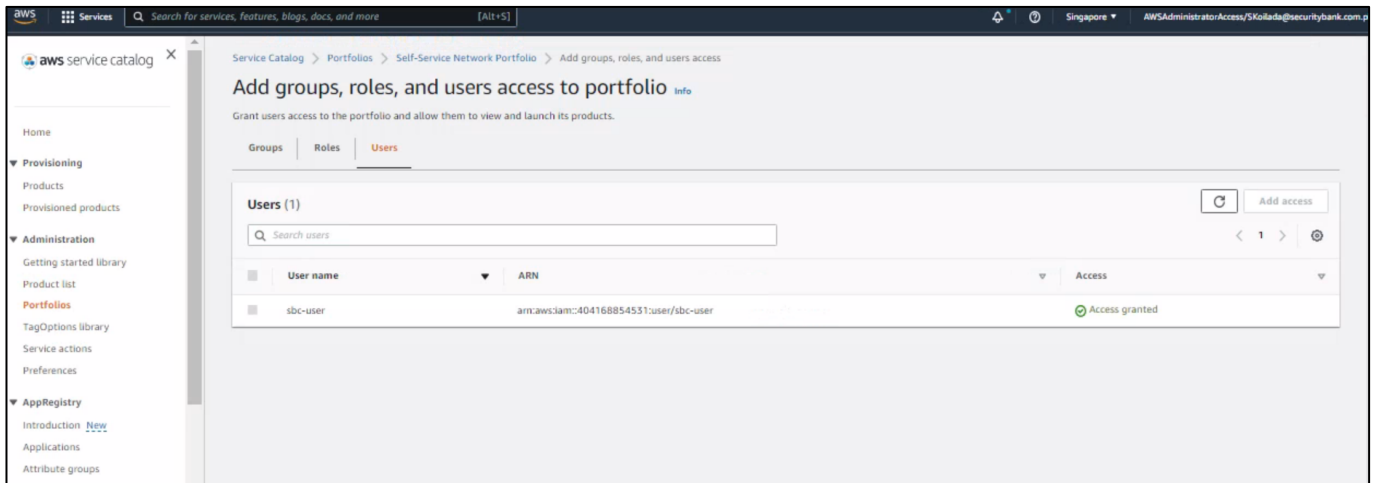 aws Services Search for services, features, blogs, docs, and more [Alt+S] Singapore ▼ AWSAdministratorAccess/SKoilada@securitybank.com.p
aws service catalog
Service Catalog > Portfolios > Self-Service Network Portfolio > Add groups, roles, and users access
Add groups, roles, and users access to portfolio Info
Grant users access to the portfolio and allow them to view and launch its products.
Home
Groups Roles Users
Provisioning
Products
Provisioned products
Users (1) Add access
Search users
< 1 >
Administration
Getting started library
Product list
Portfolios
TagOptions library
Service actions
Preferences
User name ARN Access
sbc-user arn:aws:iam::404168854531:user/sbc-user Access granted
AppRegistry
Introduction New
Applications
Attribute groups